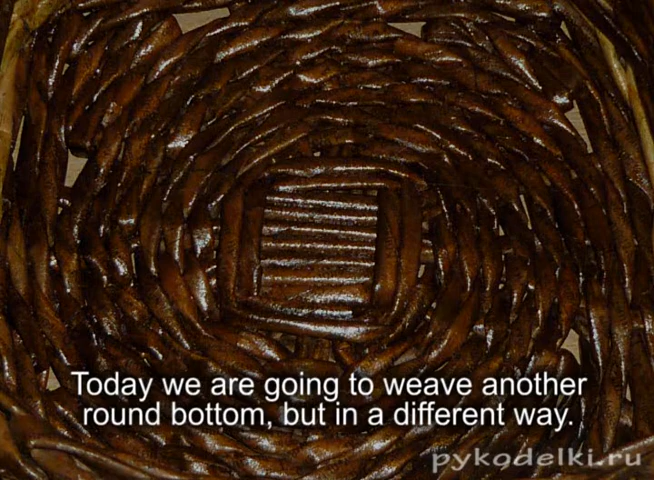 Today we are going to weave another
round bottom, but in a different way.
pykodelki.ru